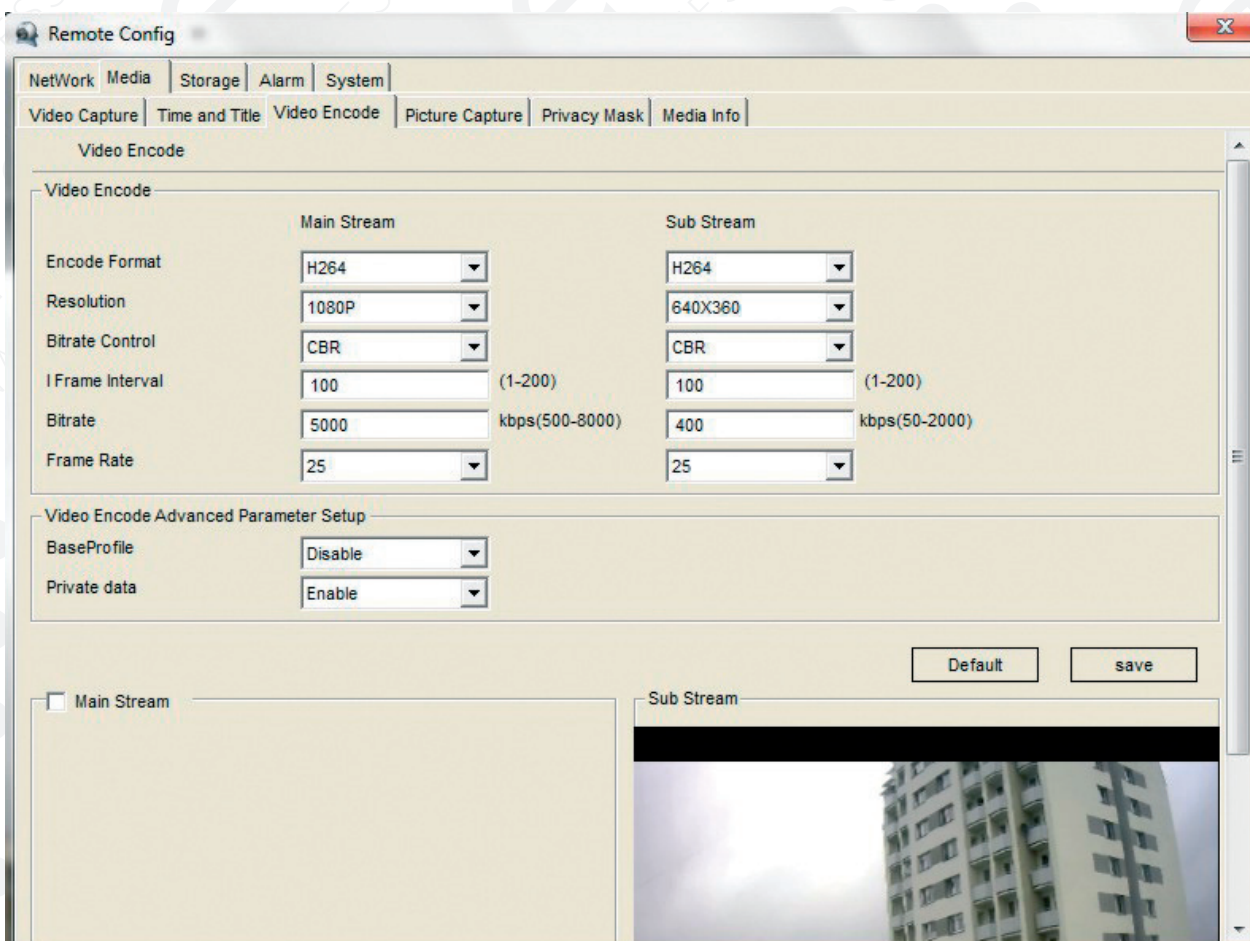 Remote Config
NetWork Media Storage Alarm System
Video Capture Time and Title Video Encode Picture Capture Privacy Mask Media Info
Video Encode
Video Encode
Main Stream Sub Stream
Encode Format H264 H264
Resolution 1080P 640X360
Bitrate Control CBR CBR
I Frame Interval 100 (1-200) 100 (1-200)
Bitrate 5000 kbps(500-8000) 400 kbps(50-2000)
Frame Rate 25 25
Video Encode Advanced Parameter Setup
BaseProfile Disable
Private data Enable
Default save
Main Stream Sub Stream